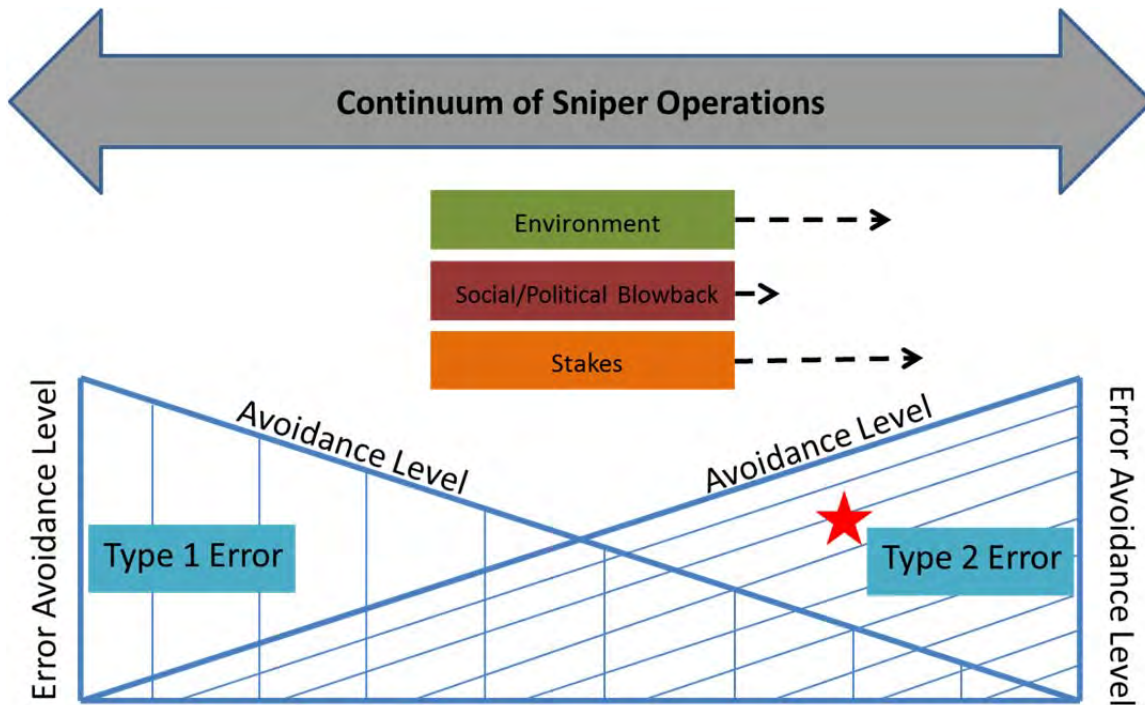 Continuum of Sniper Operations
Environment
Social/Political Blowback
Stakes
Error Avoidance Level
Avoidance Level
Avoidance Level
Error Avoidance Level
Type 1 Error
Type 2 Error